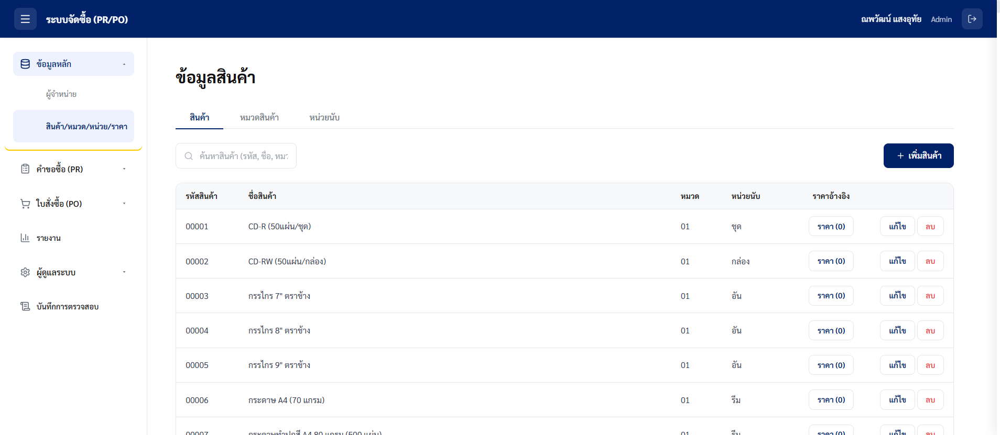 ระบบจัดซื้อ (PR/PO)
ณพวัฒน์ แสงอุทัย Admin
ข้อมูลหลัก
ผู้จำหน่าย
สินค้า/หมวด/หน่วย/ราคา
คำขอซื้อ (PR)
ใบสั่งซื้อ (PO)
รายงาน
ผู้ดูแลระบบ
บันทึกการตรวจสอบ
ข้อมูลสินค้า
สินค้า หมวดสินค้า หน่วยนับ
ค้นหาสินค้า (รหัส, ชื่อ,
เพิ่มสินค้า
รหัสสินค้า ชื่อสินค้า หมวด หน่วยนับ ราคาอ้างอิง
00001 CD-R (50แผ่น/ชุด) 01 ชุด ราคา (0) แก้ไข ลบ
00002 CD-RW (50แผ่น/กล่อง) 01 กล่อง ราคา (0) แก้ไข ลบ
00003 กรรไกร 7" ตราช้าง 01 อัน ราคา (0) แก้ไข ลบ
00004 กรรไกร 8" ตราช้าง 01 อัน ราคา (0) แก้ไข ลบ
00005 กรรไกร 9" ตราช้าง 01 อัน ราคา (0) แก้ไข ลบ
00006 กระดาษ A4 (70 แกรม) 01 รีม ราคา (0) แก้ไข ลบ
00007 กระดาษทำปกสี A4 80 แกรม (500 แผ่น) 01 รีม ราคา (0) แก้ไข ลบ